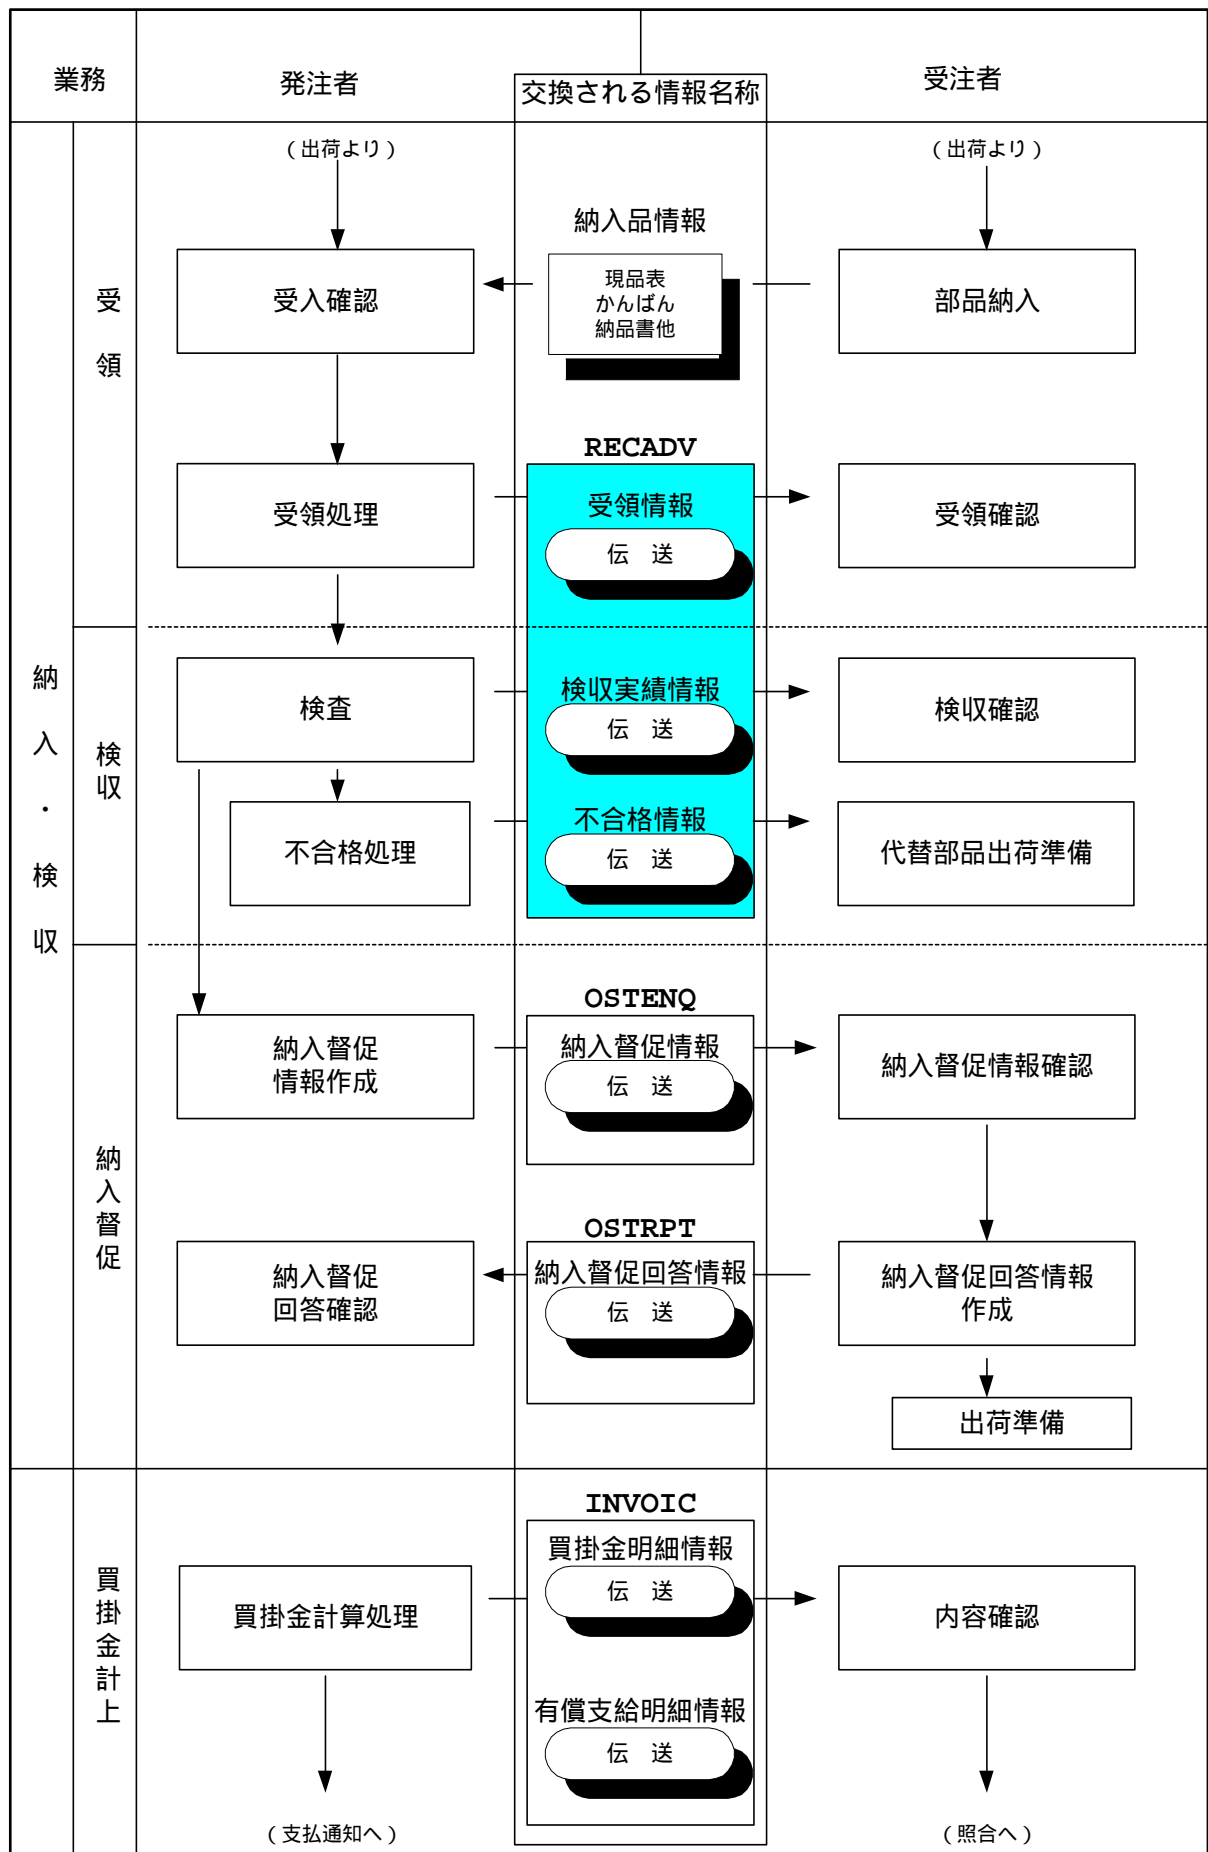 業務
発注者
交換される情報名称
受注者
納入・検収
受領
(出荷より)
(出荷より)
納入品情報
受入確認
現品表
かんばん
納品書他
部品納入
RECADV
受領処理
受領情報
伝 送
受領確認
検収
検査
検収実績情報
伝 送
検収確認
不合格処理
不合格情報
伝 送
代替部品出荷準備
納入督促
OSTENQ
納入督促
情報作成
納入督促情報
伝 送
納入督促情報確認
OSTRPT
納入督促
回答確認
納入督促回答情報
伝 送
納入督促回答情報
作成
出荷準備
買掛金計上
INVOIC
買掛金計算処理
買掛金明細情報
伝 送
内容確認
有償支給明細情報
伝 送
(支払通知へ)
(照合へ)